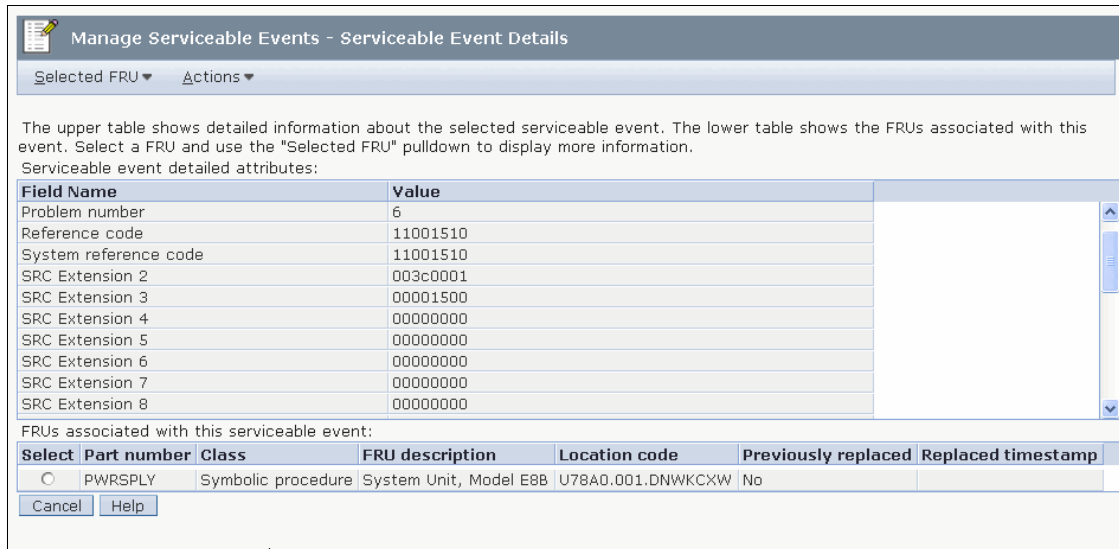 Manage Serviceable Events - Serviceable Event Details
Selected FRU Actions
The upper table shows detailed information about the selected serviceable event. The lower table shows the FRUs associated with this
event. Select a FRU and use the "Selected FRU" pulldown to display more information.
Serviceable event detailed attributes:
Field Name Value
Problem number 6
Reference code 11001510
System reference code 11001510
SRC Extension 2 003c0001
SRC Extension 3 00001500
SRC Extension 4 00000000
SRC Extension 5 00000000
SRC Extension 6 00000000
SRC Extension 7 00000000
SRC Extension 8 00000000
FRUs associated with this serviceable event:
Select Part number Class FRU description Location code Previously replaced Replaced timestamp
PWRSPLY Symbolic procedure System Unit, Model E8B U78A0.001.DNWKCXW No
Cancel Help